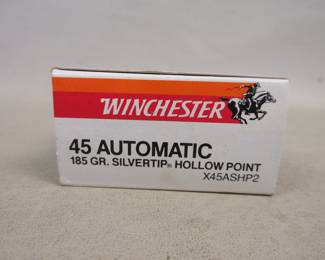 WINCHESTER
45 AUTOMATIC
185 GR. SILVERTIP® HOLLOW POINT
X45ASHP2